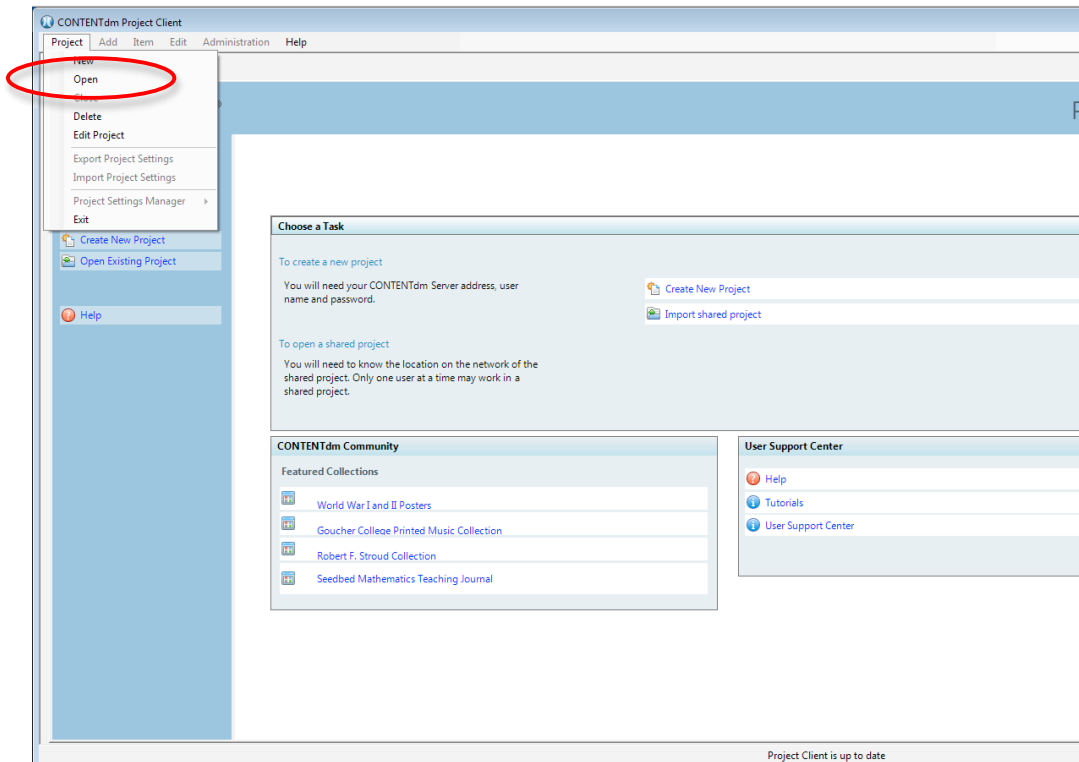 CONTENTdm Project Client
Project Add Item Edit Administration Help
New
Open
Close
Delete
Edit Project
Export Project Settings
Import Project Settings
Project Settings Manager
Exit
Create New Project
Open Existing Project
Help
Choose a Task
To create a new project
You will need your CONTENTdm Server address, user
name and password.
Create New Project
Import shared project
To open a shared project
You will need to know the location on the network of the
shared project. Only one user at a time may work in a
shared project.
CONTENTdm Community
Featured Collections
World War I and II Posters
Goucher College Printed Music Collection
Robert F. Stroud Collection
Seedbed Mathematics Teaching Journal
User Support Center
Help
Tutorials
User Support Center
Project Client is up to date